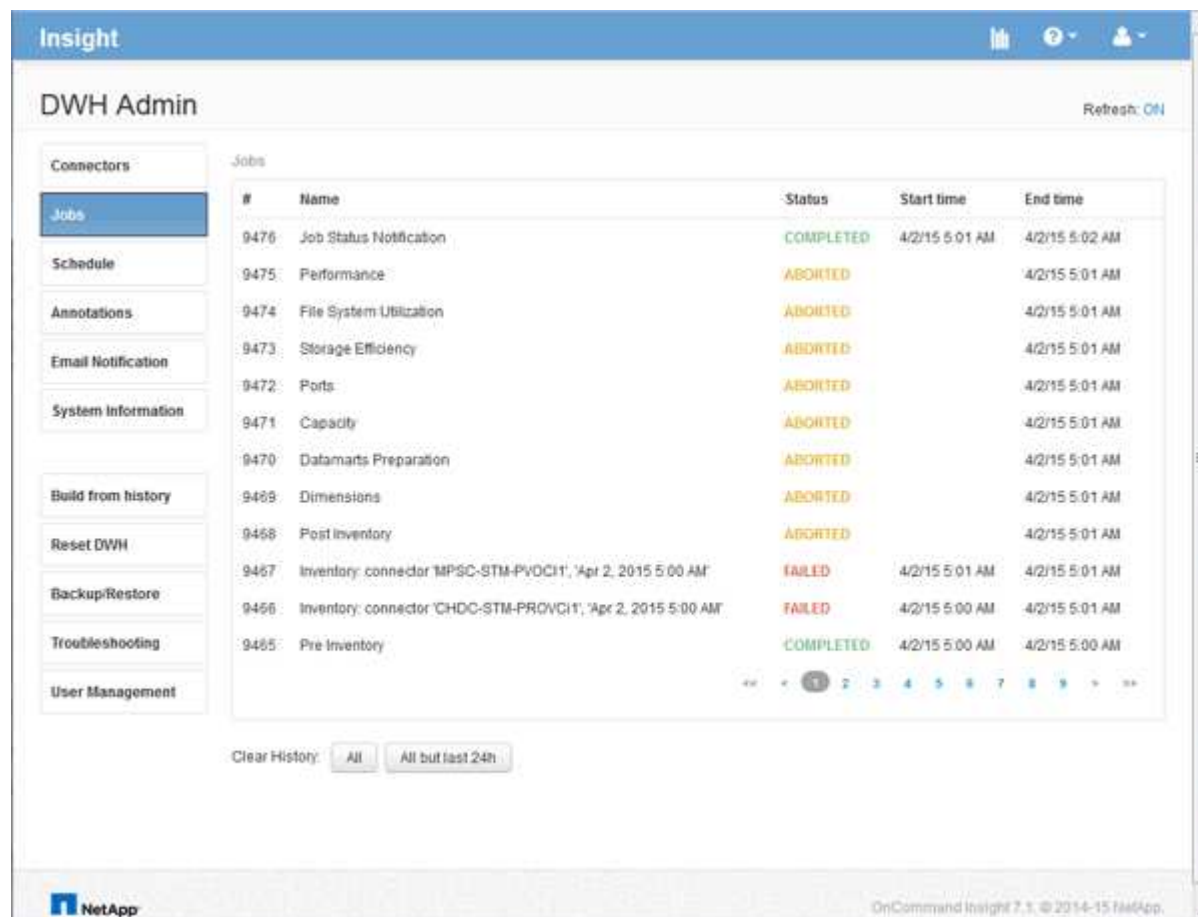 Insight
DWH Admin
Refresh: ON
Connectors
Jobs
Schedule
Annotations
Email Notification
System Information
Build from history
Reset DWH
Backup/Restore
Troubleshooting
User Management
Jobs
# Name Status Start time End time
9476 Job Status Notification COMPLETED 4/2/15 5:01 AM 4/2/15 5:02 AM
9475 Performance ABORTED 4/2/15 5:01 AM
9474 File System Utilization ABORTED 4/2/15 5:01 AM
9473 Storage Efficiency ABORTED 4/2/15 5:01 AM
9472 Ports ABORTED 4/2/15 5:01 AM
9471 Capacity ABORTED 4/2/15 5:01 AM
9470 Datamarts Preparation ABORTED 4/2/15 5:01 AM
9469 Dimensions ABORTED 4/2/15 5:01 AM
9468 Post Inventory ABORTED 4/2/15 5:01 AM
9467 Inventory: connector 'MPSC-STM-PVOCI1', 'Apr 2, 2015 5:00 AM' FAILED 4/2/15 5:01 AM 4/2/15 5:01 AM
9466 Inventory: connector 'CHDC-STM-PROVCi1', 'Apr 2, 2015 5:00 AM' FAILED 4/2/15 5:00 AM 4/2/15 5:01 AM
9465 Pre Inventory COMPLETED 4/2/15 5:00 AM 4/2/15 5:00 AM
<< < 1 2 3 4 5 6 7 8 9 > >>
Clear History: All All but last 24h
NetApp
OnCommand Insight 7.1. © 2014-15 NetApp.